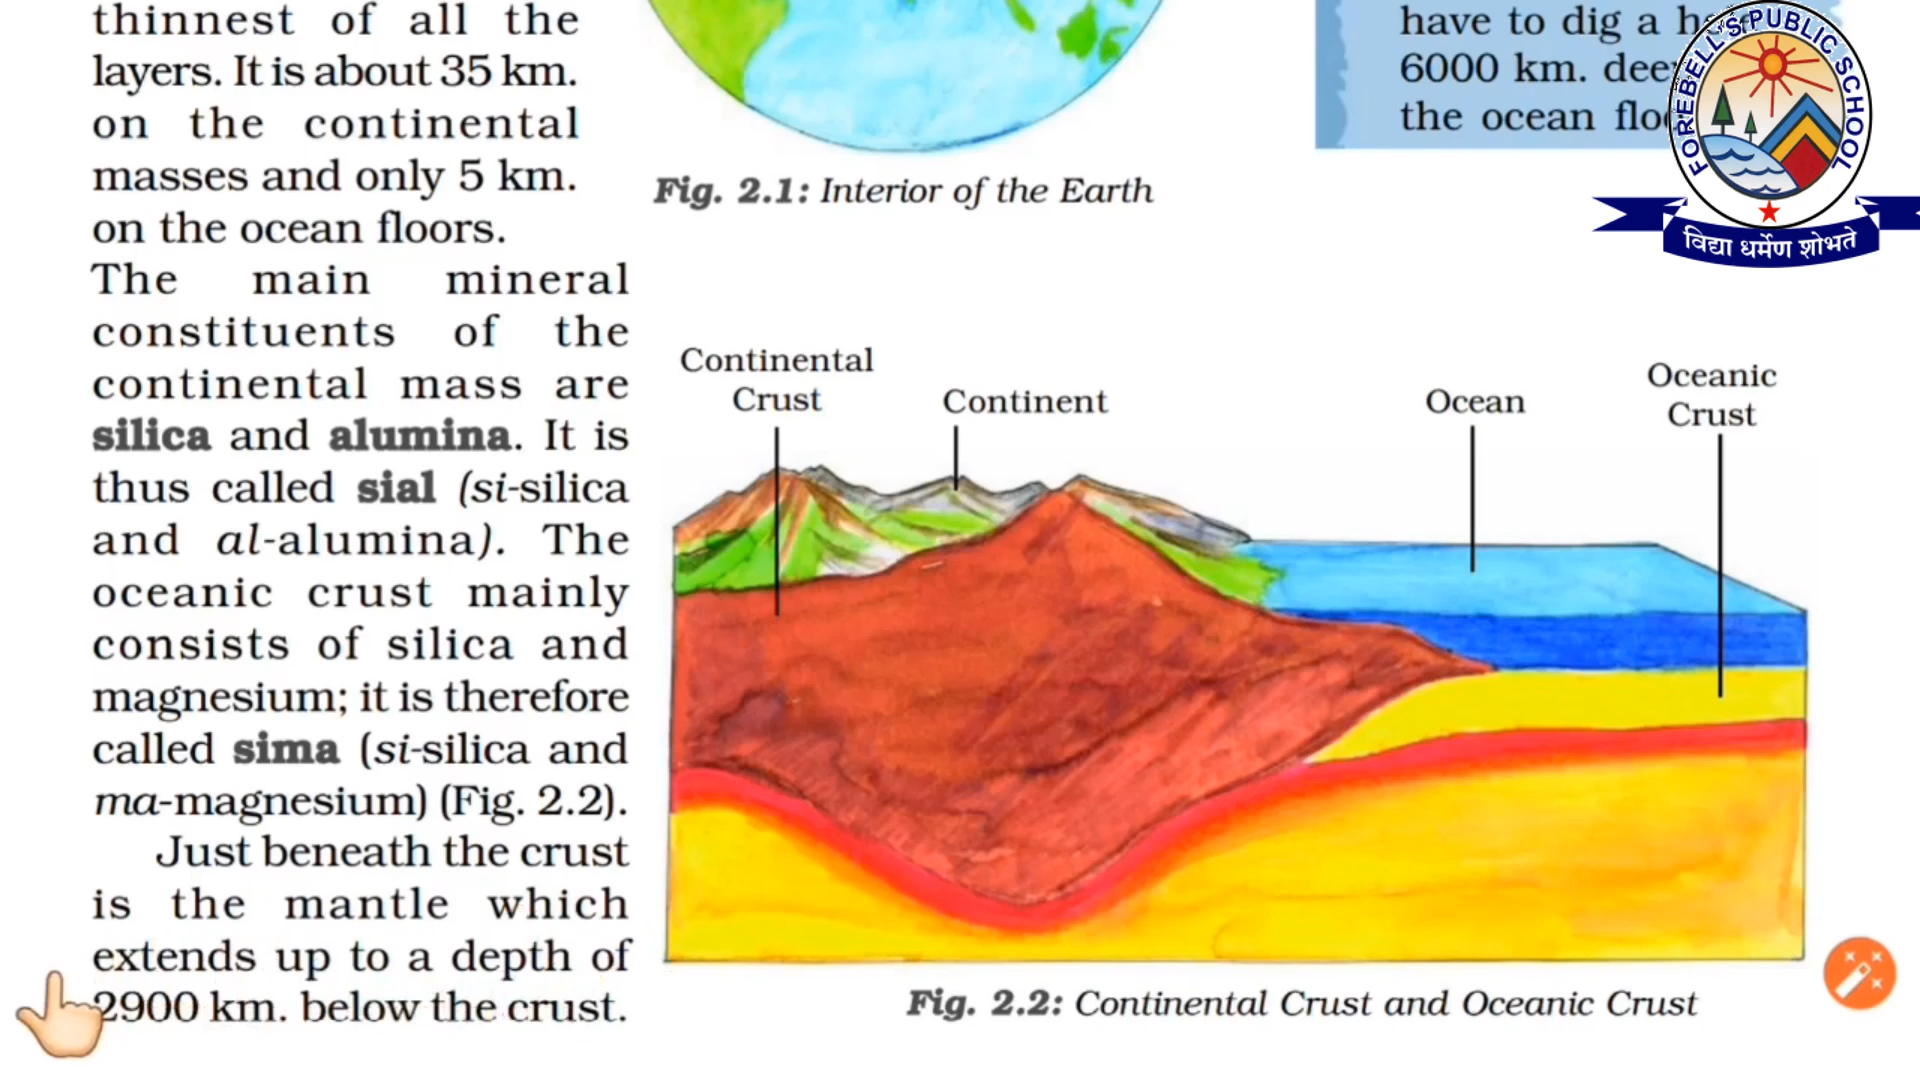 thinnest of all the
layers. It is about 35 km.
on the continental
masses and only 5 km.
on the ocean floors.
The main mineral
constituents of the
continental mass are
silica and alumina. It is
thus called sial (si-silica
and al-alumina). The
oceanic crust mainly
consists of silica and
magnesium; it is therefore
called sima (si-silica and
ma-magnesium) (Fig. 2.2).
Just beneath the crust
is the mantle which
extends up to a depth of
2900 km. below the crust.
Fig. 2.1: Interior of the Earth
have to dig a
6000 km.
the ocean
FOREBELL'S PUBLIC SCHOOL
विद्या धर्मेण शोभते
Continental
Crust
Continent
Ocean
Oceanic
Crust
Fig. 2.2: Continental Crust and Oceanic Crust